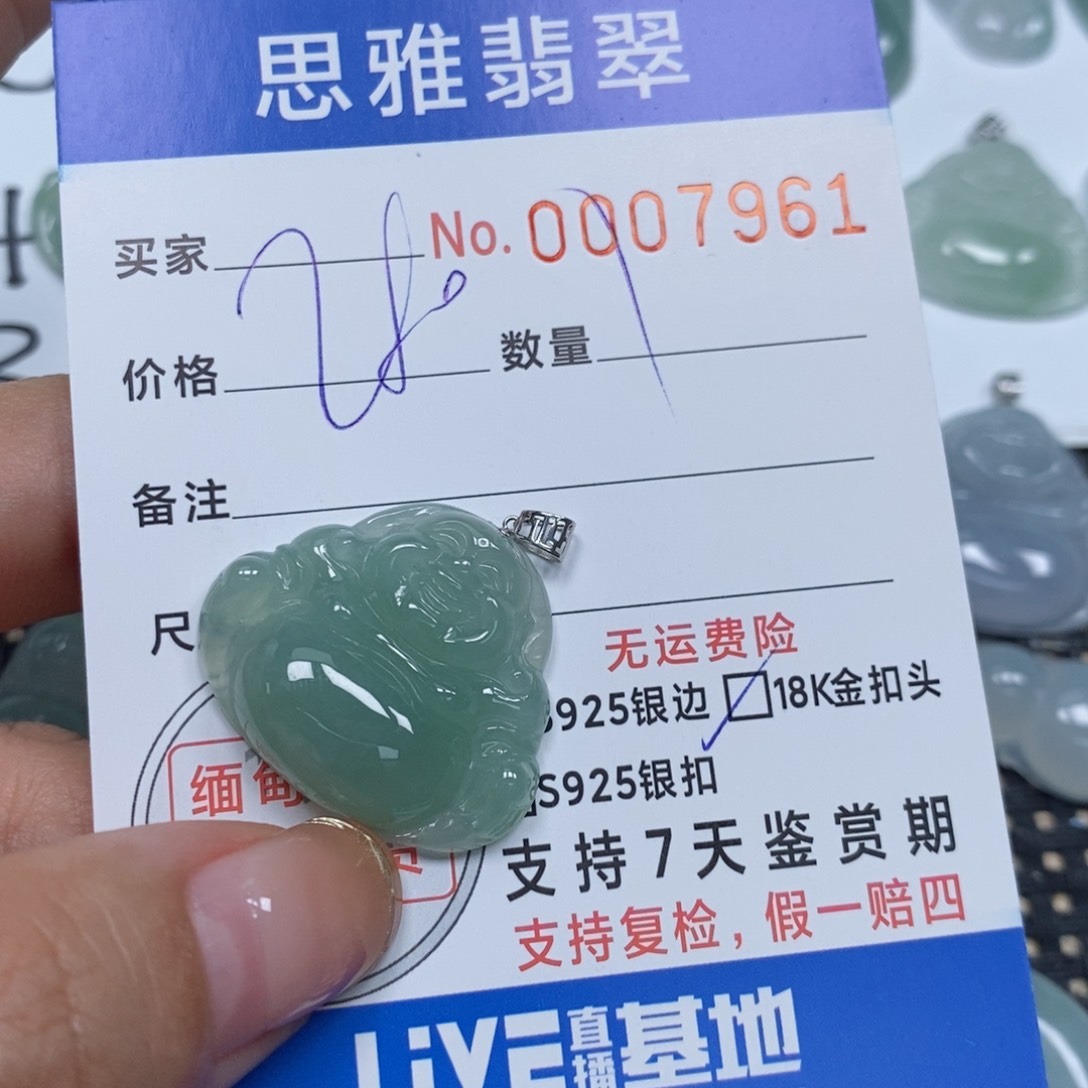 思雅翡翠
买家 No. 0007961
价格 数量
备注
尺
无运费险
925银边 18K金扣头
缅甸
S925银扣
支持7天鉴赏期
支持复检，假一赔四
LiVE直播基地